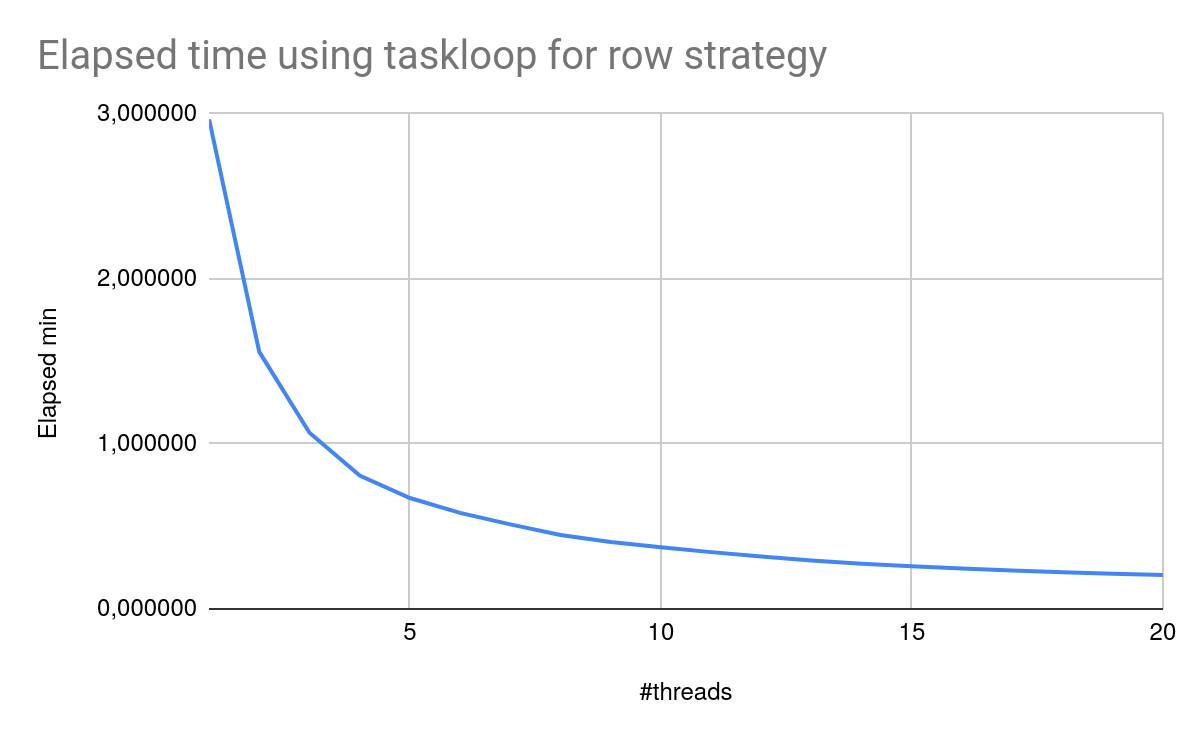 Elapsed time using taskloop for row strategy
3,000000
2,000000
1,000000
0,000000
Elapsed min
5 10 15 20
#threads